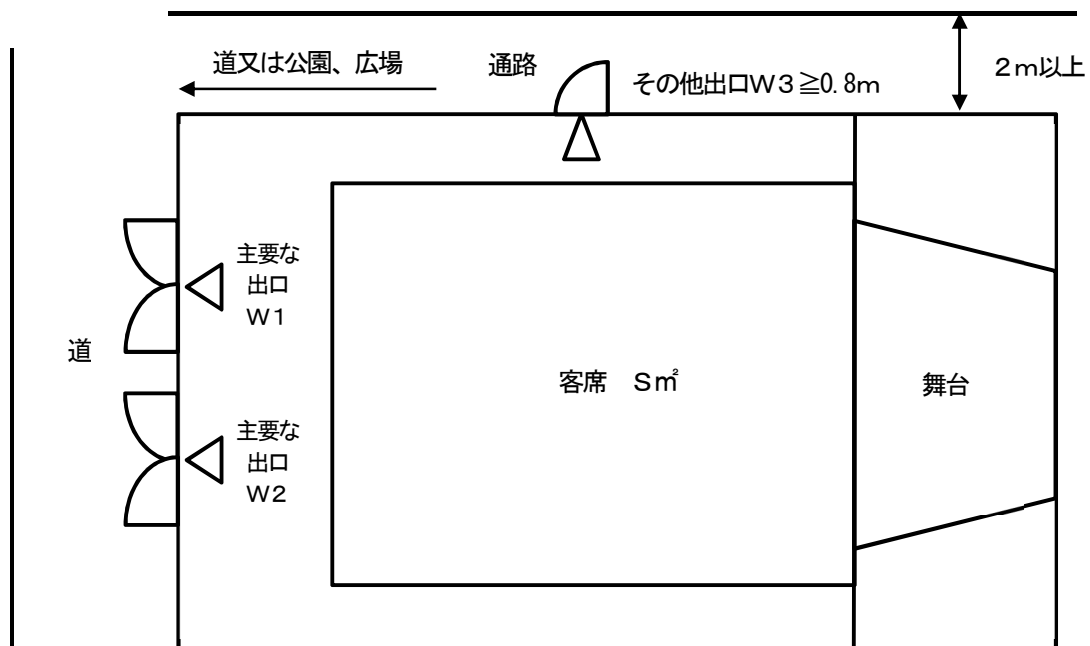 道又は公園、広場
通路
その他出口W3≧0.8m
2m以上
主要な
出口
W1
道
客席 S㎡
舞台
主要な
出口
W2